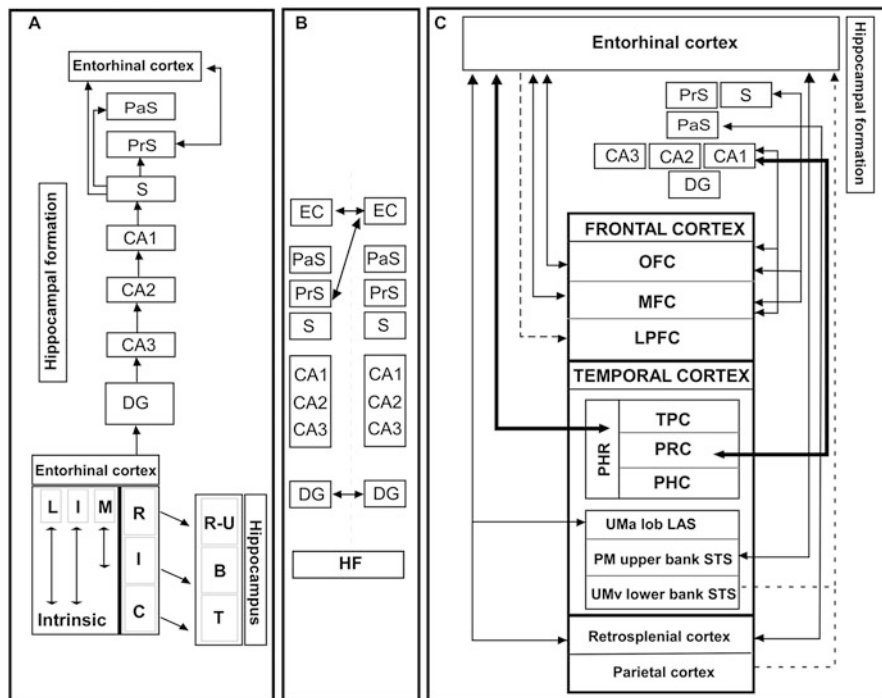 A
Entorhinal cortex
PaS
PrS
S
CA1
CA2
CA3
DG
Hippocampal formation
Entorhinal cortex
L I M
R
I
C
Intrinsic
R-U
B
T
Hippocampus
B
EC EC
PaS PaS
PrS PrS
S S
CA1 CA1
CA2 CA2
CA3 CA3
DG DG
HF
C
Entorhinal cortex
Hippocampal formation
PrS S
PaS
CA3 CA2 CA1
DG
FRONTAL CORTEX
OFC
MFC
LPFC
TEMPORAL CORTEX
PHR
TPC
PRC
PHC
UMa lob LAS
PM upper bank STS
UMv lower bank STS
Retrosplenial cortex
Parietal cortex